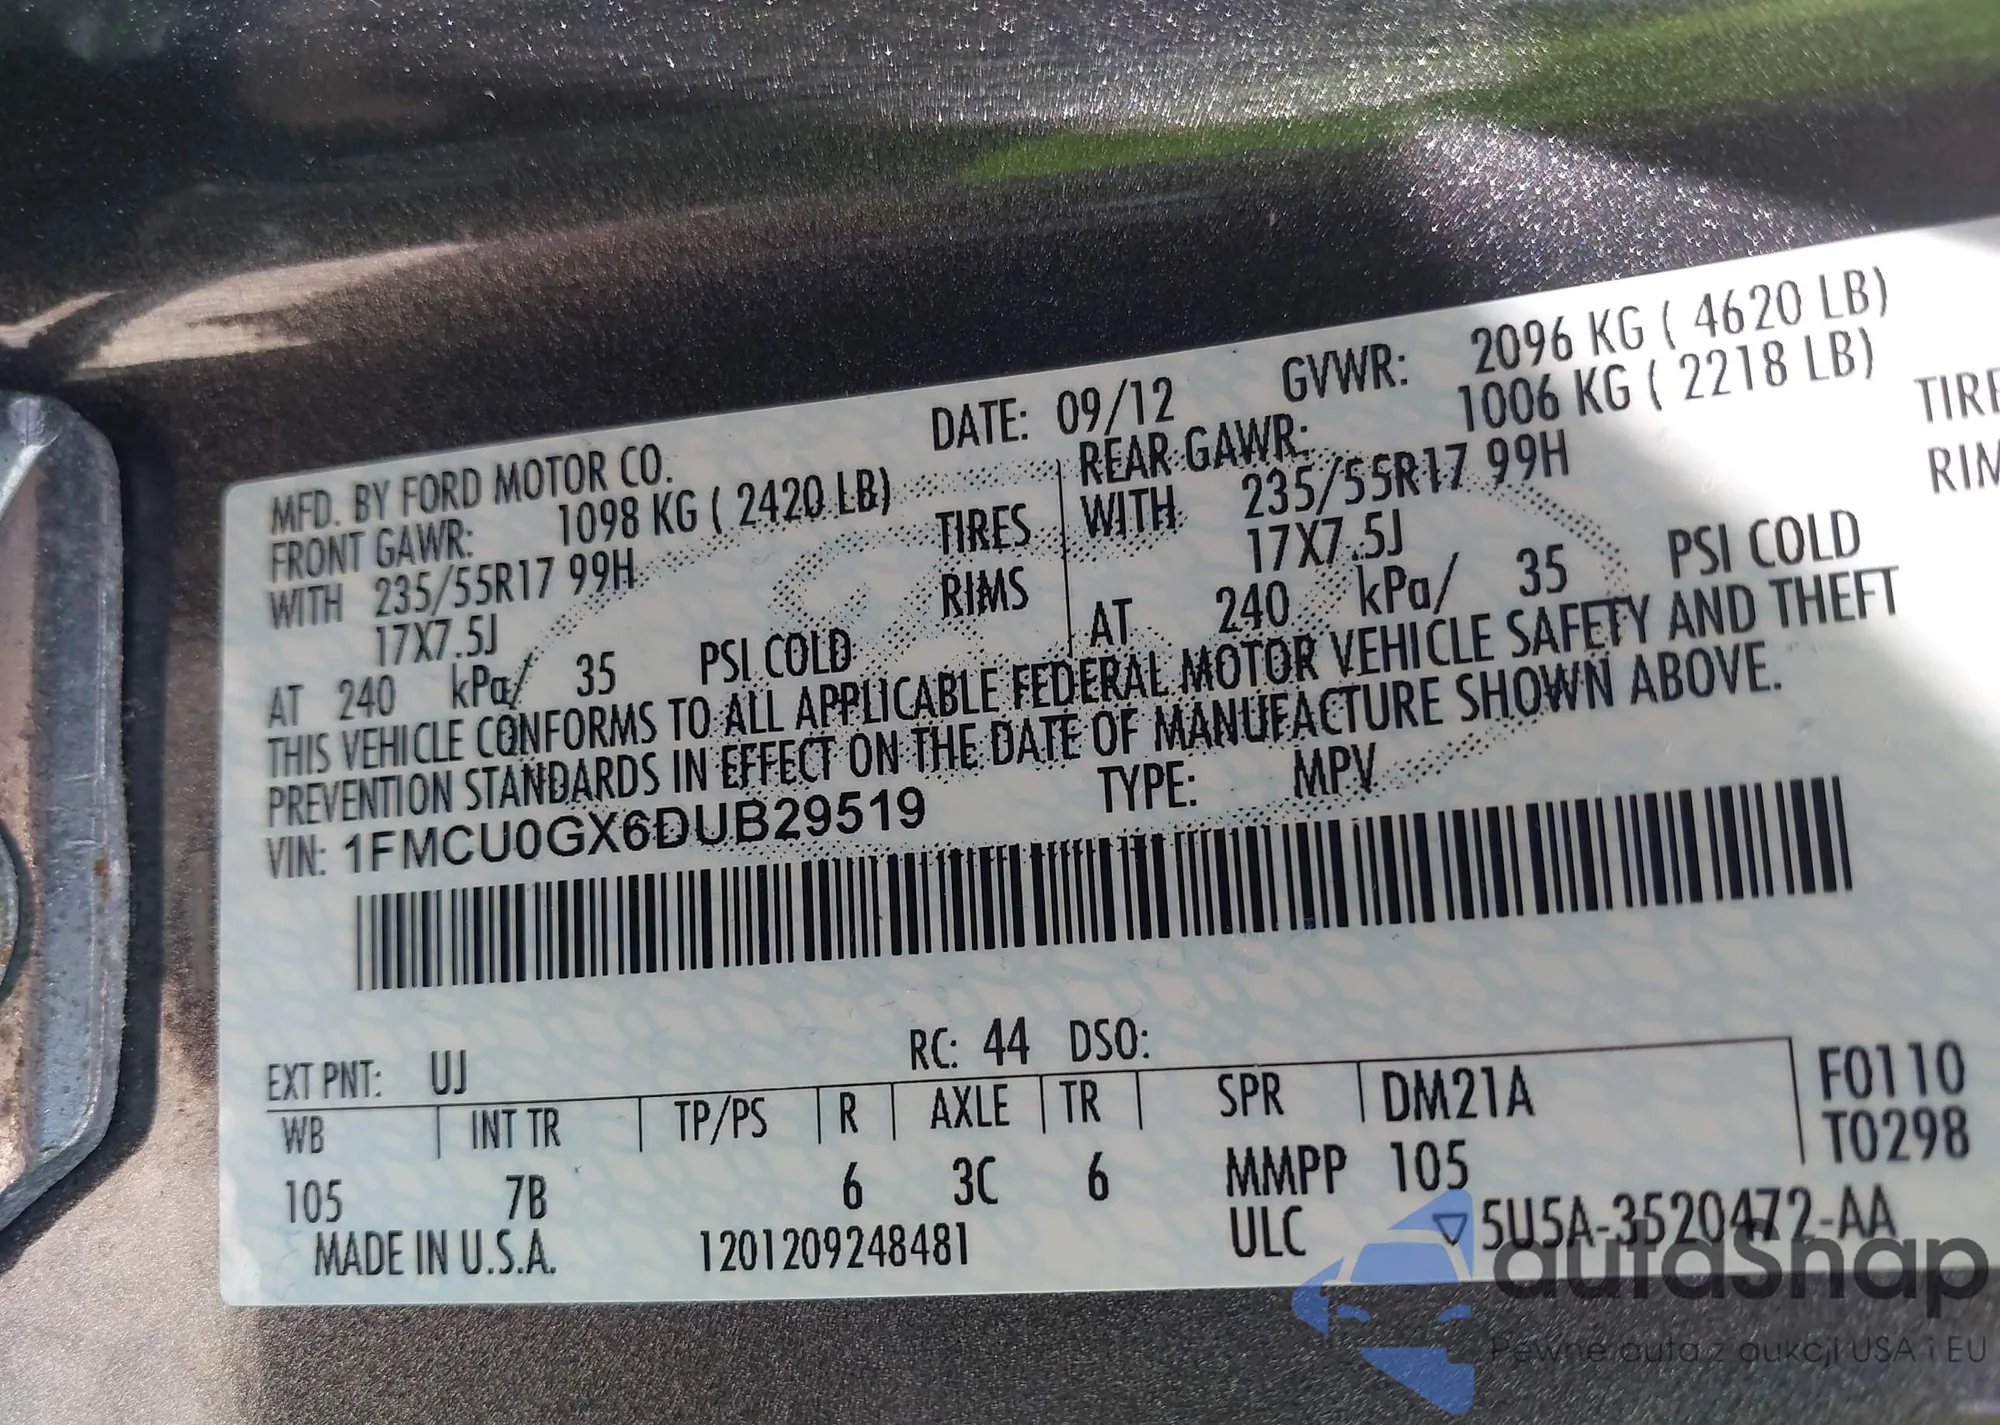 MFD. BY FORD MOTOR CO. DATE: 09/12 GVWR: 2096 KG ( 4620 LB)
FRONT GAWR: 1098 KG ( 2420 LB) REAR GAWR: 1006 KG ( 2218 LB)
WITH 235/55R17 99H TIRES WITH 235/55R17 99H TIRE
17X7.5J RIMS 17X7.5J RIM
AT 240 kPa/ 35 PSI COLD AT 240 kPa/ 35 PSI COLD
THIS VEHICLE CONFORMS TO ALL APPLICABLE FEDERAL MOTOR VEHICLE SAFETY AND THEFT
PREVENTION STANDARDS IN EFFECT ON THE DATE OF MANUFACTURE SHOWN ABOVE.
VIN: 1FMCU0GX6DUB29519 TYPE: MPV
EXT PNT: UJ RC: 44 DSO:
WB INT TR TP/PS R AXLE TR SPR DM21A F0110
105 7B 6 3C 6 MMPP 105 T0298
MADE IN U.S.A. 1201209248481 ULC ▽5U5A-3520472-AA
autaSnap
Pewne auta z aukcji USA i EU